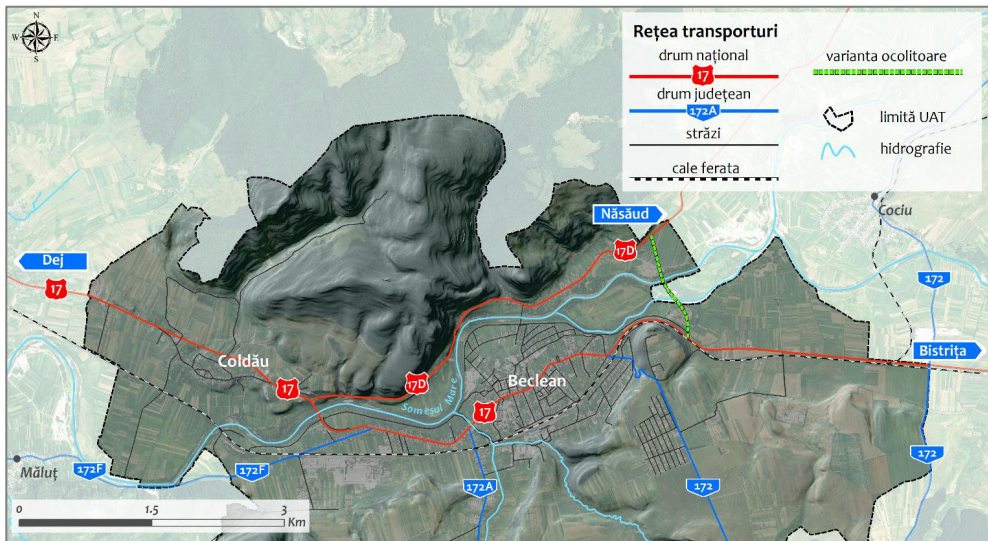 N
W
E
S
Rețea transporturi
drum național
17
drum județean
172A
străzi
cale ferata
varianta ocolitoare
limită UAT
hidrografie
Cociu
Năsăud
17D
172
Dej
17
Bistrița
Coldău
17
17D
Beclean
17
Someșul Mare
172
Măluț
172F
172F
172A
172
0
1.5
3
Km